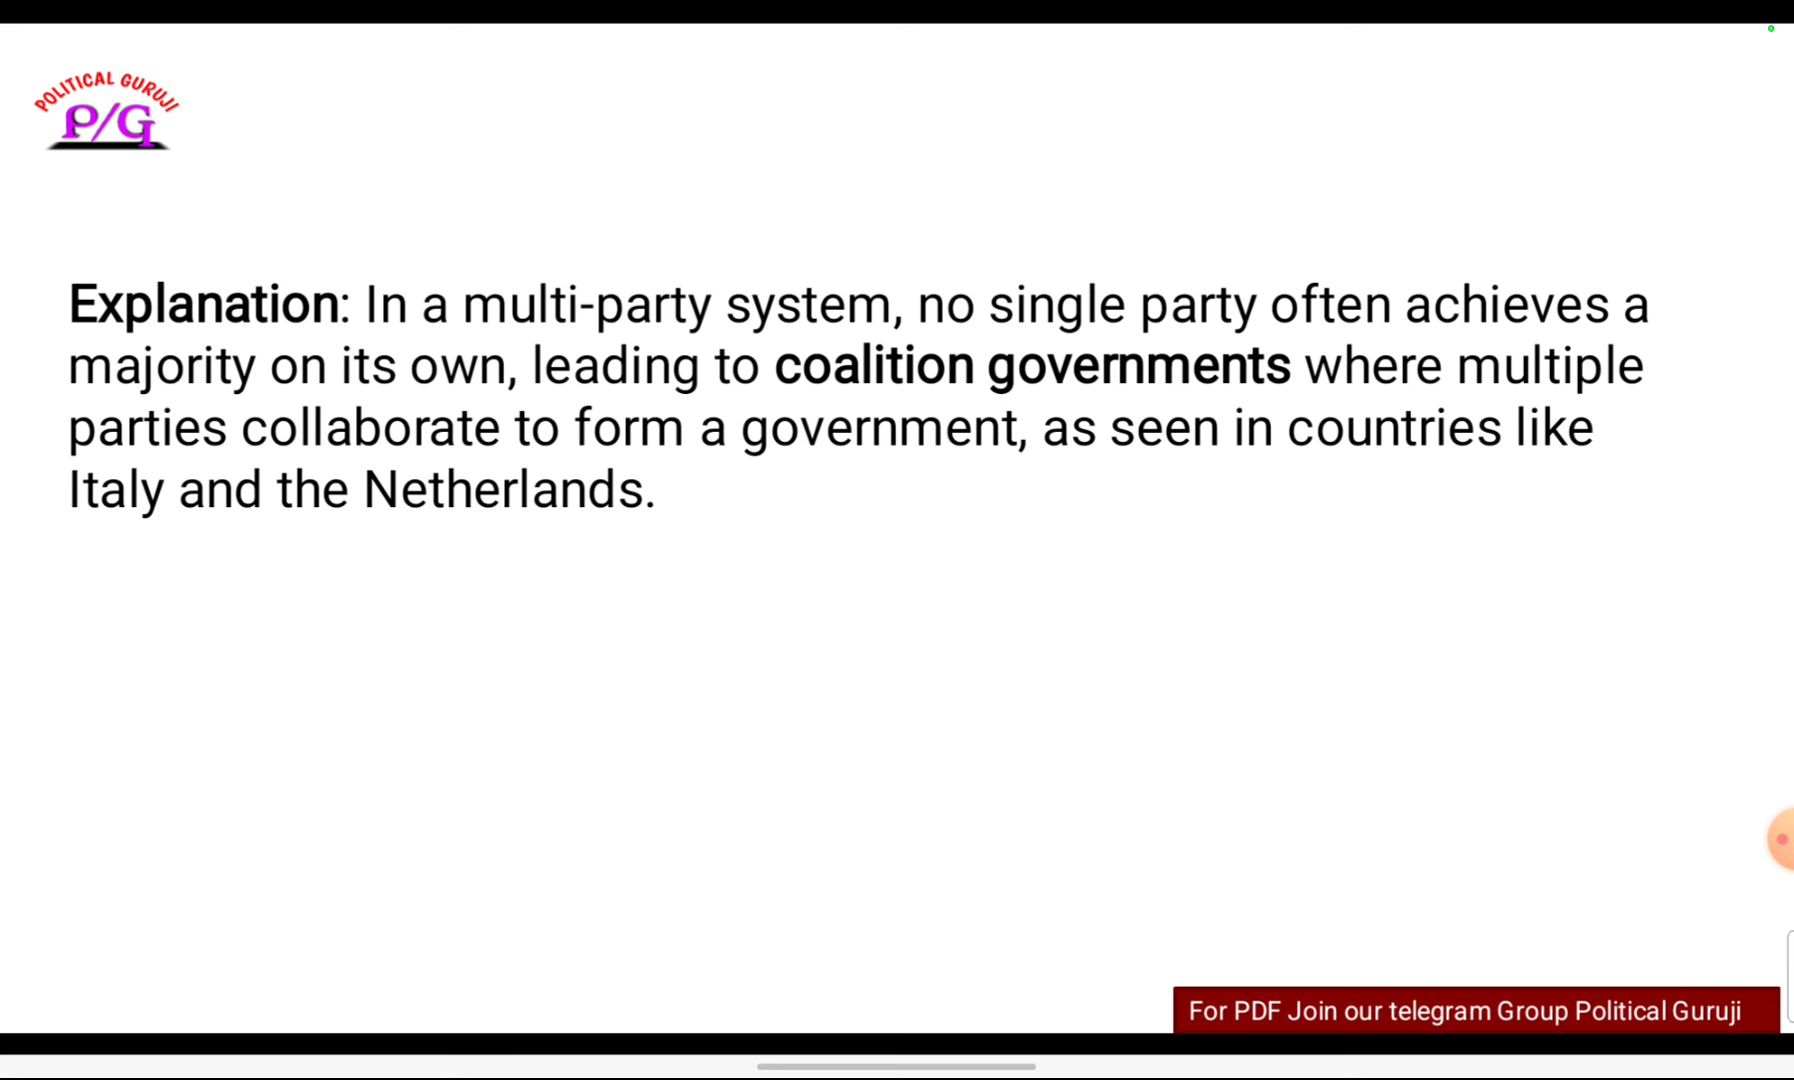 POLITICAL GURUJI
P/G
Explanation: In a multi-party system, no single party often achieves a
majority on its own, leading to coalition governments where multiple
parties collaborate to form a government, as seen in countries like
Italy and the Netherlands.
For PDF Join our telegram Group Political Guruji